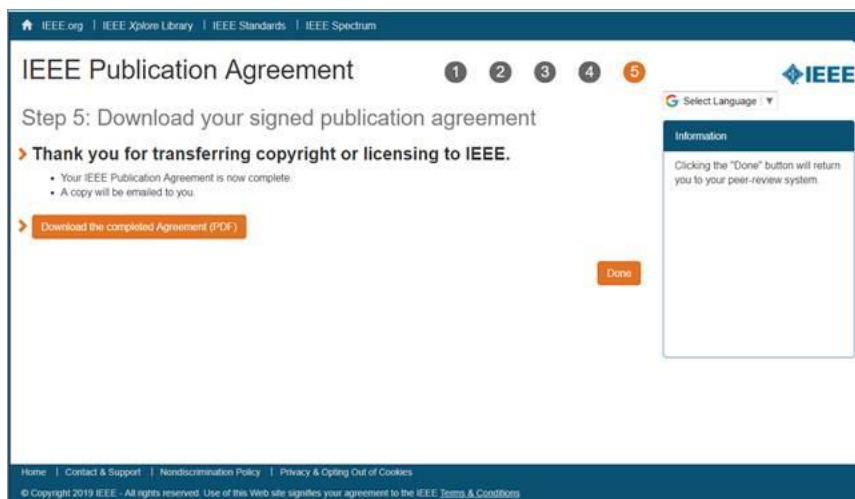 IEEE.org | IEEE Xplore Library | IEEE Standards | IEEE Spectrum
IEEE Publication Agreement
1 2 3 4 5
IEEE
Select Language
Step 5: Download your signed publication agreement
Thank you for transferring copyright or licensing to IEEE.
• Your IEEE Publication Agreement is now complete.
• A copy will be emailed to you.
Download the completed Agreement (PDF)
Done
Information
Clicking the "Done" button will return
you to your peer-review system.
Home | Contact & Support | Nondiscrimination Policy | Privacy & Opting Out of Cookies
© Copyright 2019 IEEE - All rights reserved. Use of this Web site signifies your agreement to the IEEE Terms & Conditions